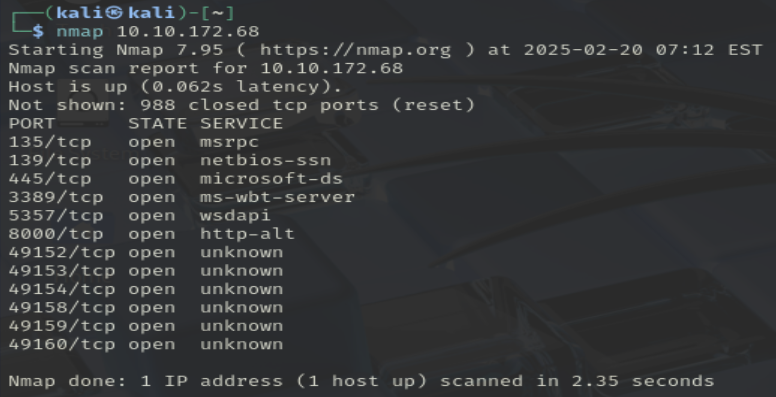 ┌──(kali㉿kali)-[~]
└─$ nmap 10.10.172.68
Starting Nmap 7.95 ( https://nmap.org ) at 2025-02-20 07:12 EST
Nmap scan report for 10.10.172.68
Host is up (0.062s latency).
Not shown: 988 closed tcp ports (reset)
PORT      STATE SERVICE
135/tcp   open  msrpc
139/tcp   open  netbios-ssn
445/tcp   open  microsoft-ds
3389/tcp  open  ms-wbt-server
5357/tcp  open  wsdapi
8000/tcp  open  http-alt
49152/tcp open  unknown
49153/tcp open  unknown
49154/tcp open  unknown
49158/tcp open  unknown
49159/tcp open  unknown
49160/tcp open  unknown
Nmap done: 1 IP address (1 host up) scanned in 2.35 seconds